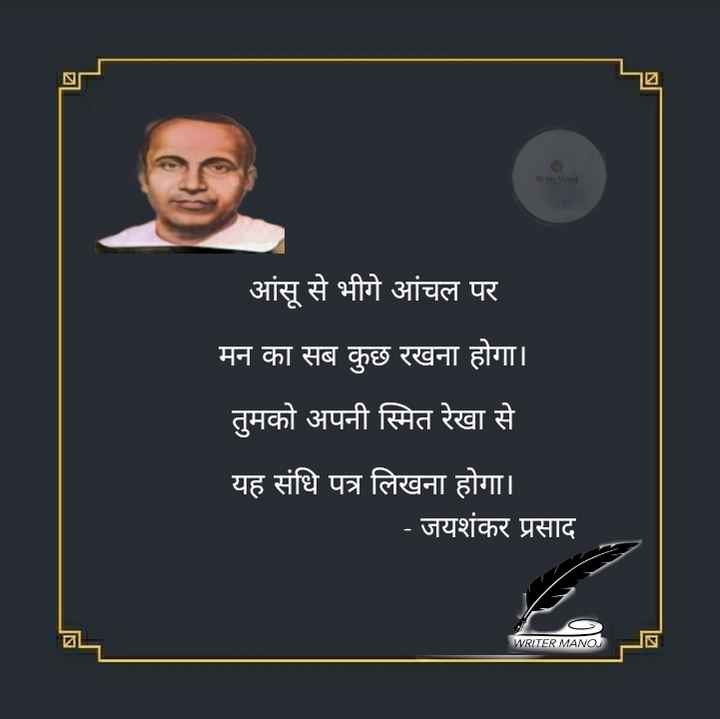 आंसू से भीगे आंचल पर
मन का सब कुछ रखना होगा।
तुमको अपनी स्मित रेखा से
यह संधि पत्र लिखना होगा।
- जयशंकर प्रसाद
WRITER MANOJ